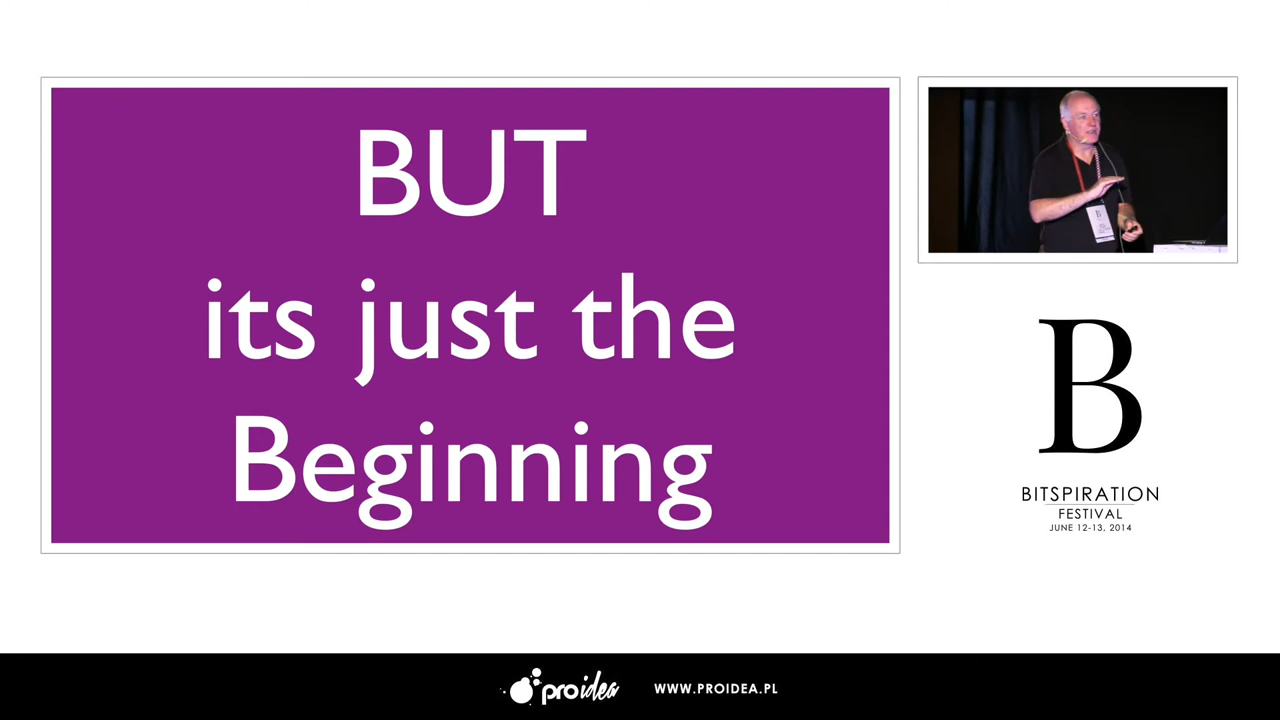 BUT
its just the
Beginning
B
BITSPIRATION
FESTIVAL
JUNE 12-13, 2014
proidea
WWW.PROIDEA.PL